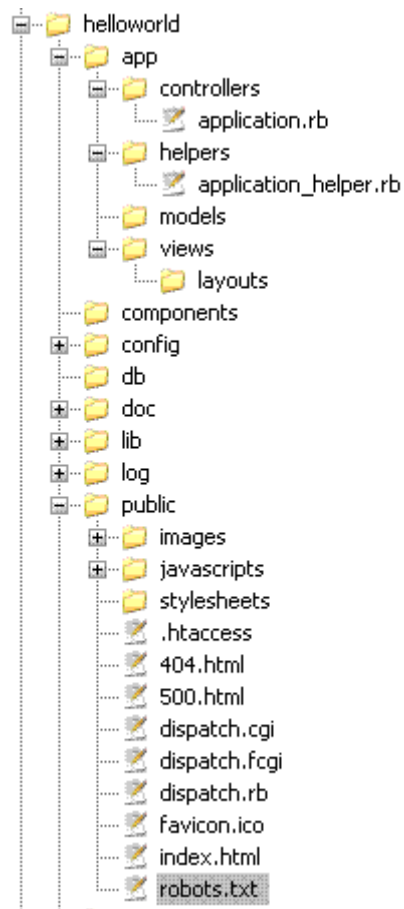 helloworld
app
controllers
application.rb
helpers
application_helper.rb
models
views
layouts
components
config
db
doc
lib
log
public
images
javascripts
stylesheets
.htaccess
404.html
500.html
dispatch.cgi
dispatch.fcgi
dispatch.rb
favicon.ico
index.html
robots.txt